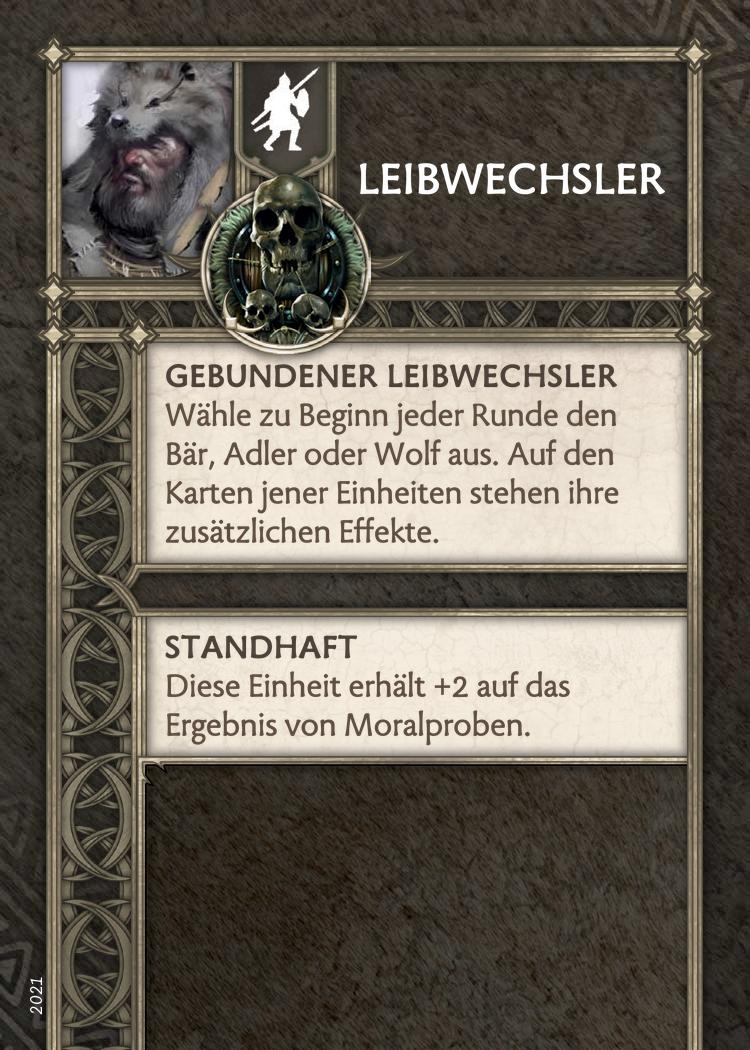 LEIBWECHSLER
GEBUNDENER LEIBWECHSLER
Wähle zu Beginn jeder Runde den
Bär, Adler oder Wolf aus. Auf den
Karten jener Einheiten stehen ihre
zusätzlichen Effekte.
STANDHAFT
Diese Einheit erhält +2 auf das
Ergebnis von Moralproben.
2021